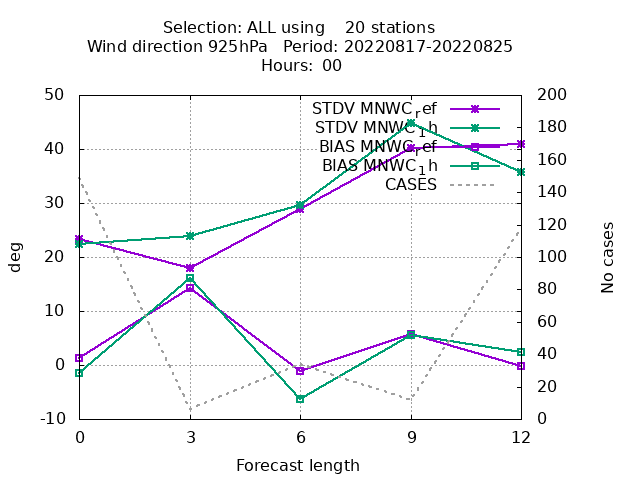 Selection: ALL using    20 stations
Wind direction 925hPa   Period: 20220817-20220825
Hours: 00
STDV MNWC_ref
STDV MNWC_1h
BIAS MNWC_ref
BIAS MNWC_1h
CASES
50
40
30
20
10
0
-10
deg
200
180
160
140
120
100
80
60
40
20
0
No cases
0 3 6 9 12
Forecast length